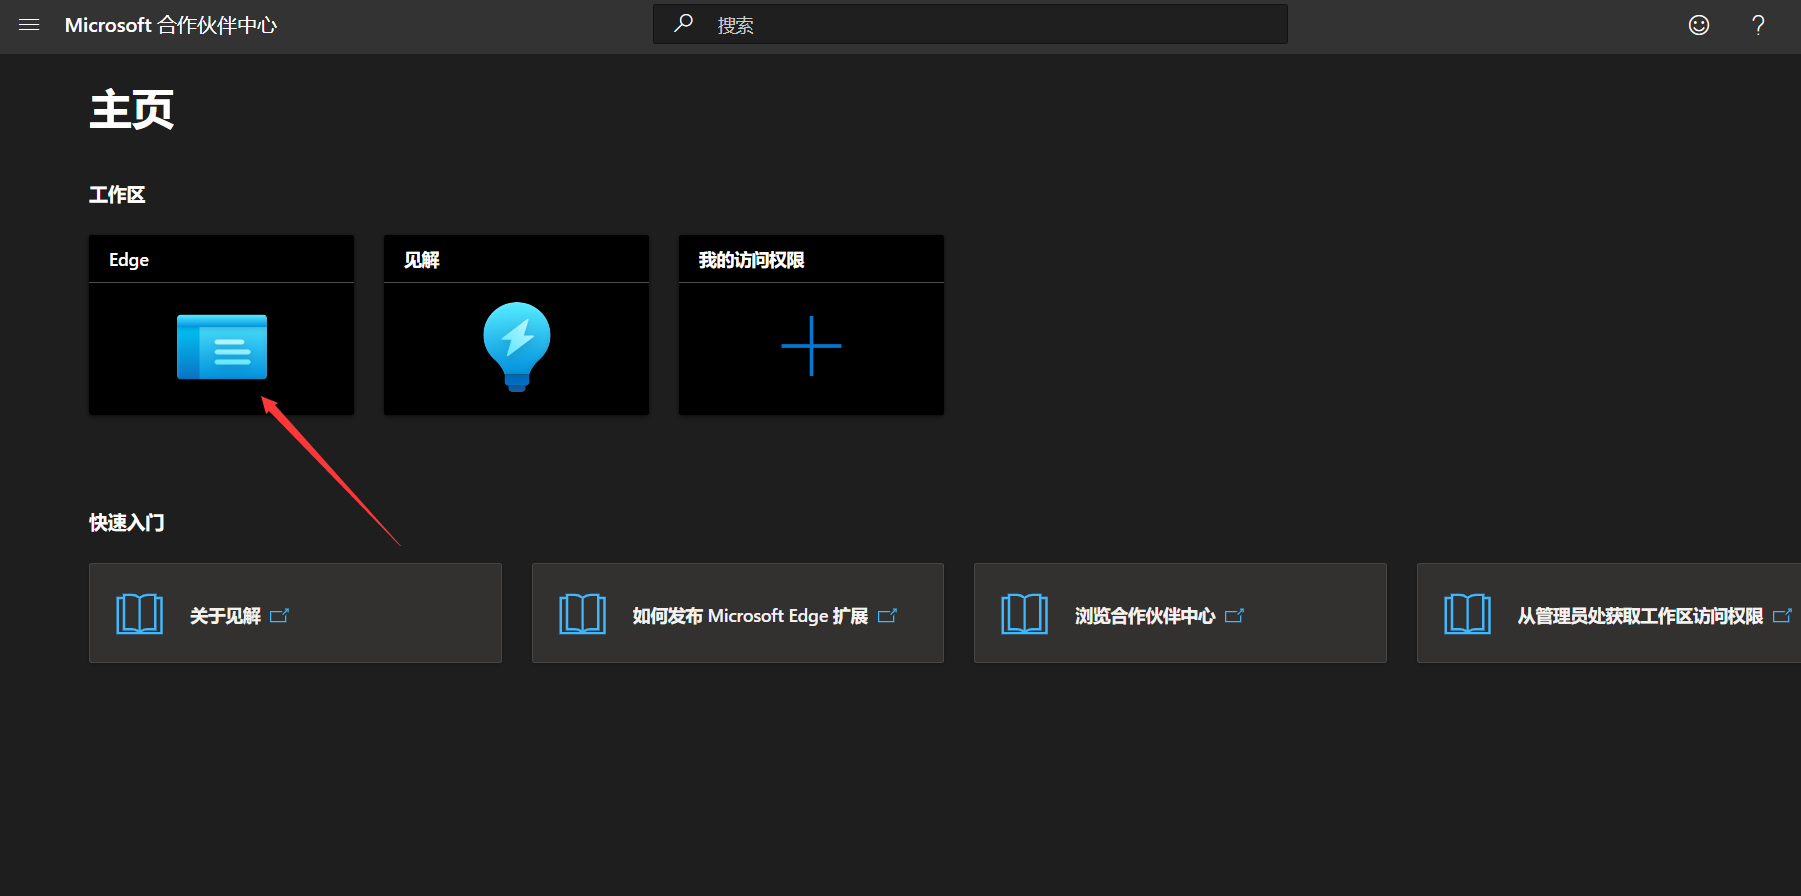 Microsoft 合作伙伴中心
搜索
主页
工作区
Edge
见解
我的访问权限
快速入门
关于见解
如何发布 Microsoft Edge 扩展
浏览合作伙伴中心
从管理员处获取工作区访问权限